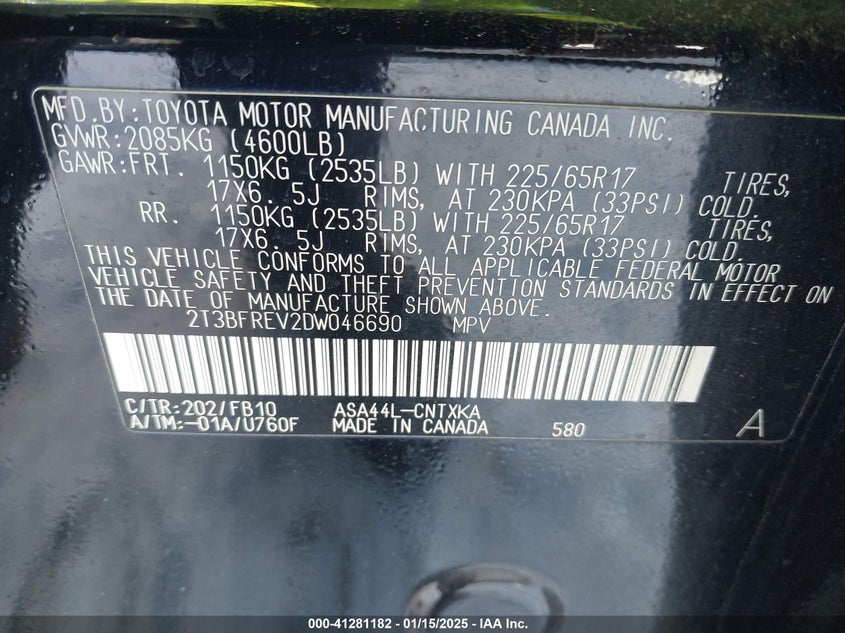 MFD.BY:TOYOTA MOTOR MANUFACTURING CANADA INC.
GVWR:2085KG (4600LB)
GAWR:FRT. 1150KG (2535LB) WITH 225/65R17 TIRES,
17X6. 5J RIMS, AT 230KPA (33PSI) COLD.
RR. 1150KG (2535LB) WITH 225/65R17 TIRES,
17X6. 5J RIMS, AT 230KPA (33PSI) COLD.
THIS VEHICLE CONFORMS TO ALL APPLICABLE FEDERAL MOTOR
VEHICLE SAFETY AND THEFT PREVENTION STANDARDS IN EFFECT ON
THE DATE OF MANUFACTURE SHOWN ABOVE.
2T3BFREV2DW046690 MPV
C/TR:202/FB10 ASA44L-CNTXKA
A/TM:-01A/U760F MADE IN CANADA 580 A
000-41281182 - 01/15/2025 - IAA Inc.